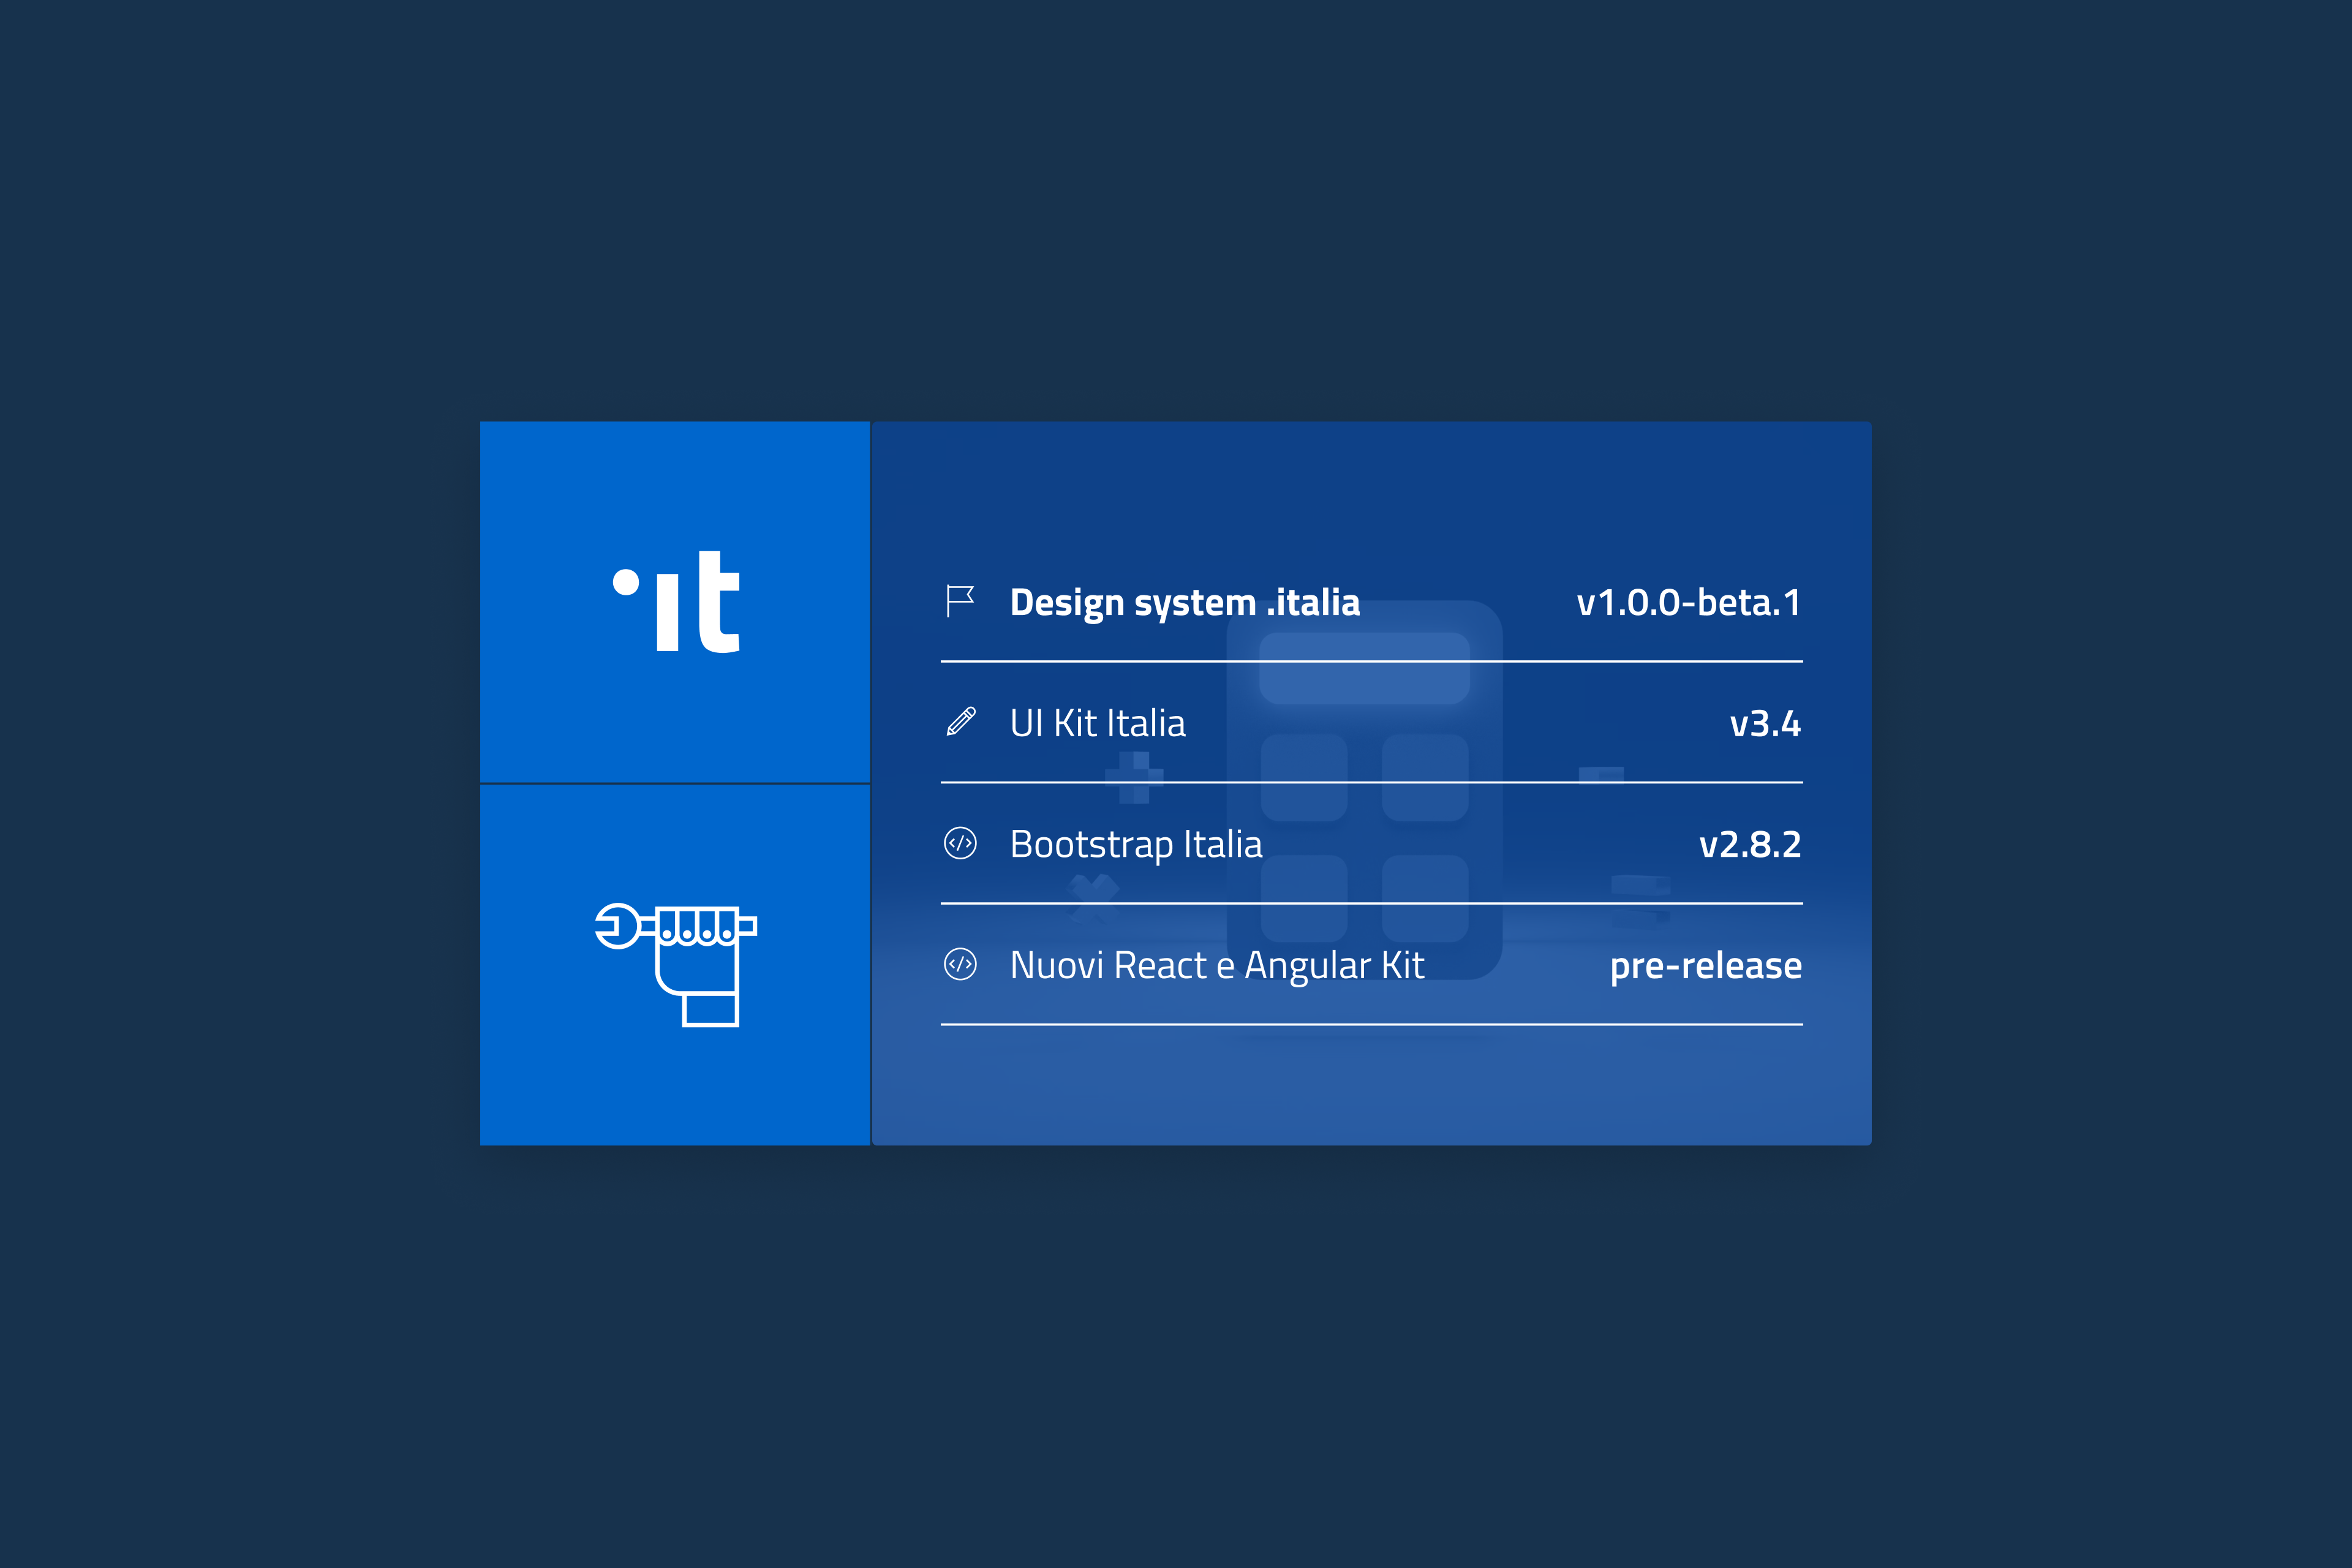 it
Design system .italia v1.0.0-beta.1
UI Kit Italia v3.4
Bootstrap Italia v2.8.2
Nuovi React e Angular Kit pre-release